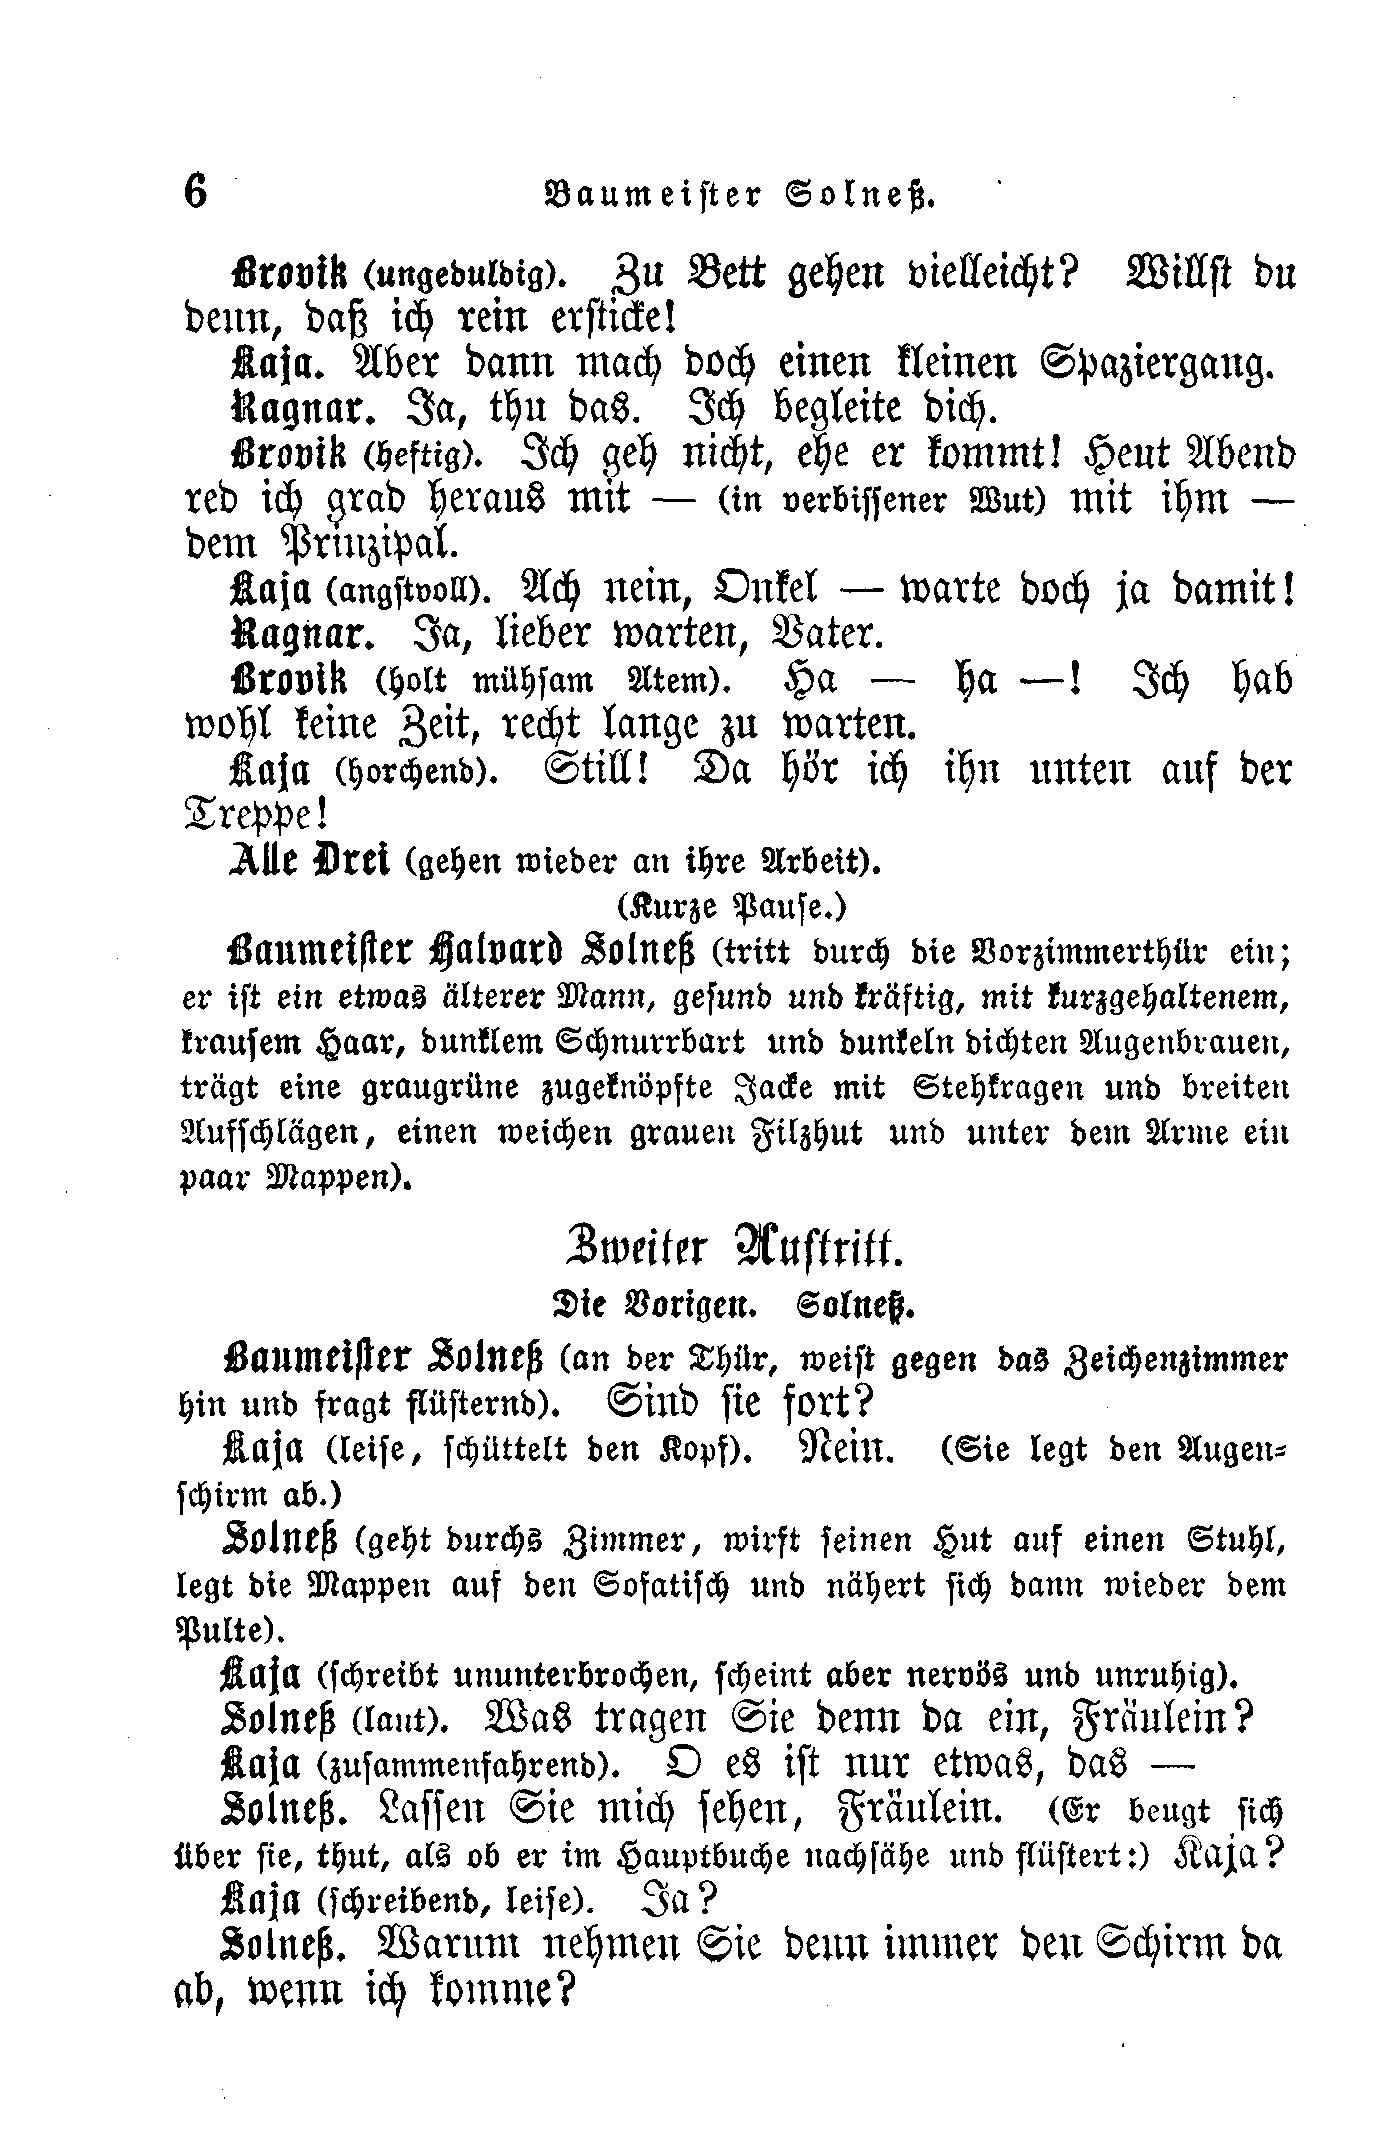 6 Baumeister Solneß.
Brovik (ungeduldig). Zu Bett gehen vielleicht? Willst du
denn, daß ich rein ersticke!
Kaja. Aber dann mach doch einen kleinen Spaziergang.
Ragnar. Ja, thu das. Ich begleite dich.
Brovik (heftig). Ich geh nicht, ehe er kommt! Heut Abend
red ich grad heraus mit — (in verbissener Wut) mit ihm —
dem Prinzipal.
Kaja (angstvoll). Ach nein, Onkel — warte doch ja damit!
Ragnar. Ja, lieber warten, Vater.
Brovik (holt mühsam Atem). Ha — ha —! Ich hab
wohl keine Zeit, recht lange zu warten.
Kaja (horchend). Still! Da hör ich ihn unten auf der
Treppe!
Alle Drei (gehen wieder an ihre Arbeit).
(Kurze Pause.)
Baumeister Halvard Solneß (tritt durch die Vorzimmerthür ein;
er ist ein etwas älterer Mann, gesund und kräftig, mit kurzgehaltenem,
krausem Haar, dunklem Schnurrbart und dunkeln dichten Augenbrauen,
trägt eine graugrüne zugeknöpfte Jacke mit Stehkragen und breiten
Aufschlägen, einen weichen grauen Filzhut und unter dem Arme ein
paar Mappen).
Zweiter Auftritt.
Die Vorigen. Solneß.
Baumeister Solneß (an der Thür, weist gegen das Zeichenzimmer
hin und fragt flüsternd). Sind sie fort?
Kaja (leise, schüttelt den Kopf). Nein. (Sie legt den Augen-
schirm ab.)
Solneß (geht durchs Zimmer, wirft seinen Hut auf einen Stuhl,
legt die Mappen auf den Sofatisch und nähert sich dann wieder dem
Pulte).
Kaja (schreibt ununterbrochen, scheint aber nervös und unruhig).
Solneß (laut). Was tragen Sie denn da ein, Fräulein?
Kaja (zusammenfahrend). O es ist nur etwas, das —
Solneß. Lassen Sie mich sehen, Fräulein. (Er beugt sich
über sie, thut, als ob er im Hauptbuche nachsähe und flüstert:) Kaja?
Kaja (schreibend, leise). Ja?
Solneß. Warum nehmen Sie denn immer den Schirm da
ab, wenn ich komme?